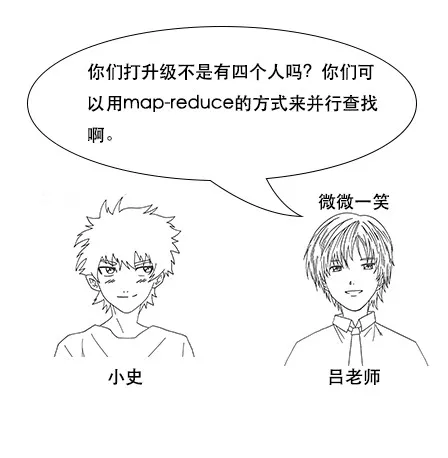 你们打升级不是有四个人吗？你们可
以用map-reduce的方式来并行查找
啊。
微微一笑
小史
吕老师